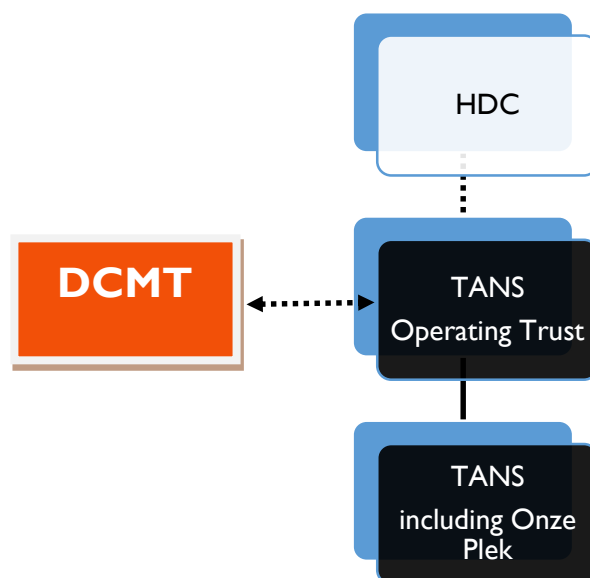 HDC
DCMT
TANS
Operating Trust
TANS
including Onze
Plek